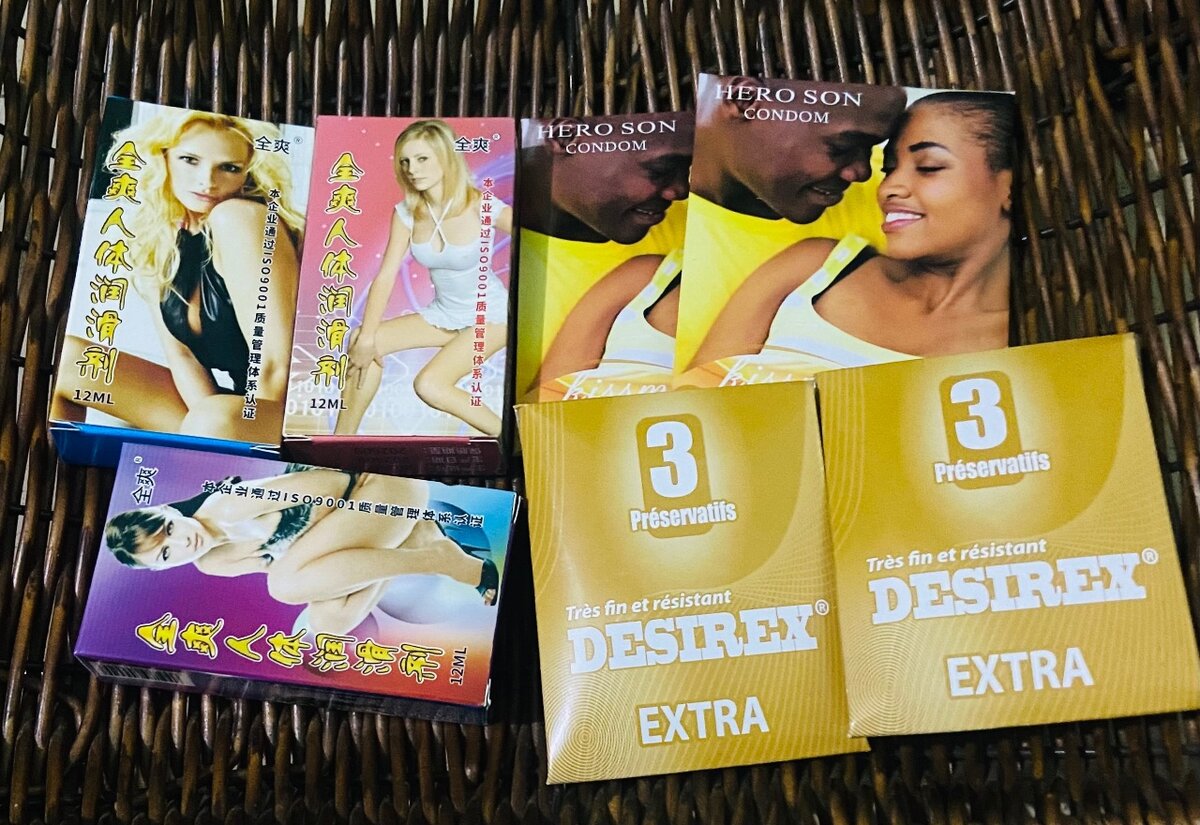 全爽®
全爽人体润滑剂
本企业通过ISO9001质量管理体系认证
12ML
全爽®
全爽人体润滑剂
本企业通过ISO9001质量管理体系认证
12ML
HERO SON
CONDOM
HERO SON
CONDOM
全爽®
本企业通过ISO9001质量管理体系认证
全爽人体润滑剂
12ML
3
Préservatifs
Très fin et résistant
DESIREX®
EXTRA
3
Préservatifs
Très fin et résistant
DESIREX®
EXTRA